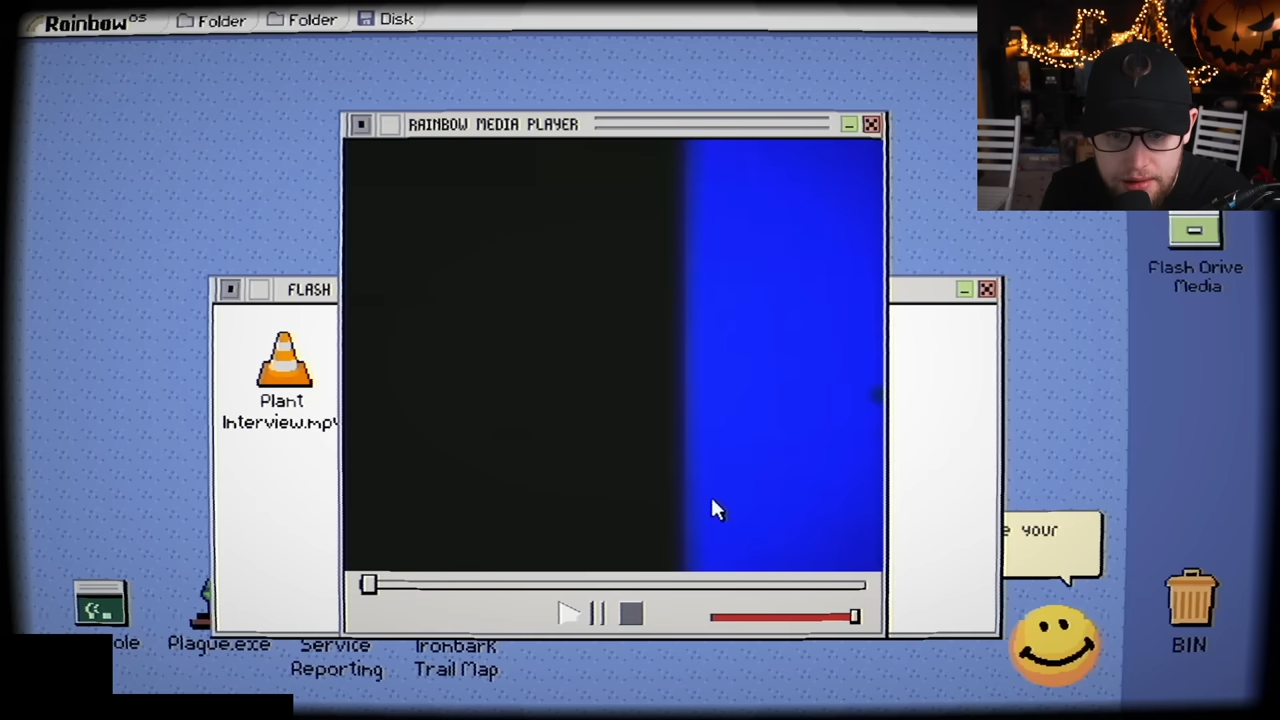 Rainbow OS
Folder
Folder
Disk
RAINBOW MEDIA PLAYER
FLASH
Flash Drive
Media
Plant
Interview.mp4
your
Plague.exe
Service
Reporting
Ironbark
Trail Map
BIN